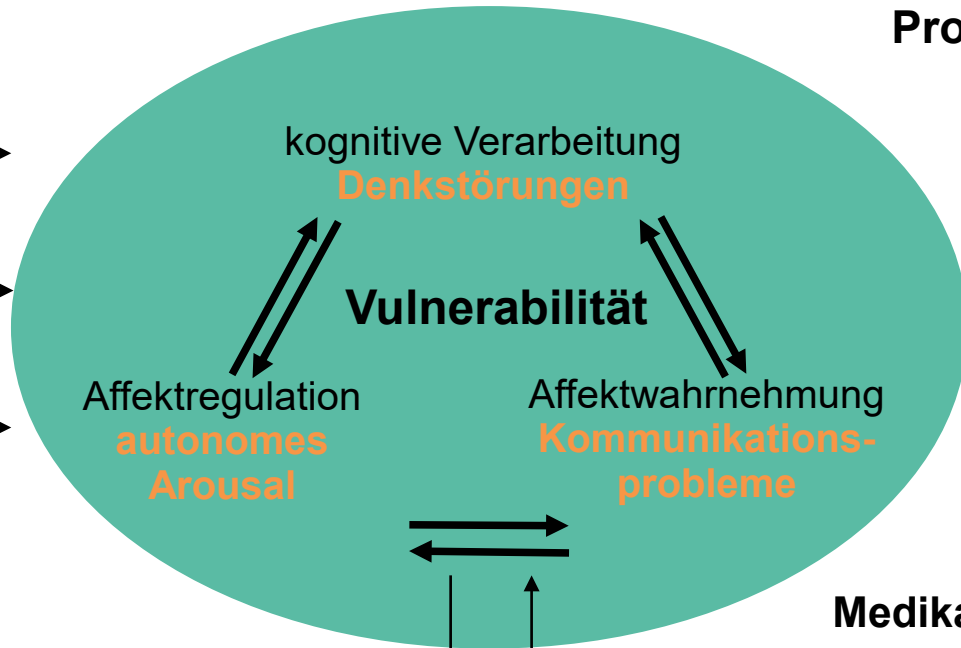 Pro
kognitive Verarbeitung
Denkstörungen
Vulnerabilität
Affektregulation
autonomes
Arousal
Affektwahrnehmung
Kommunikations-
probleme
Medika